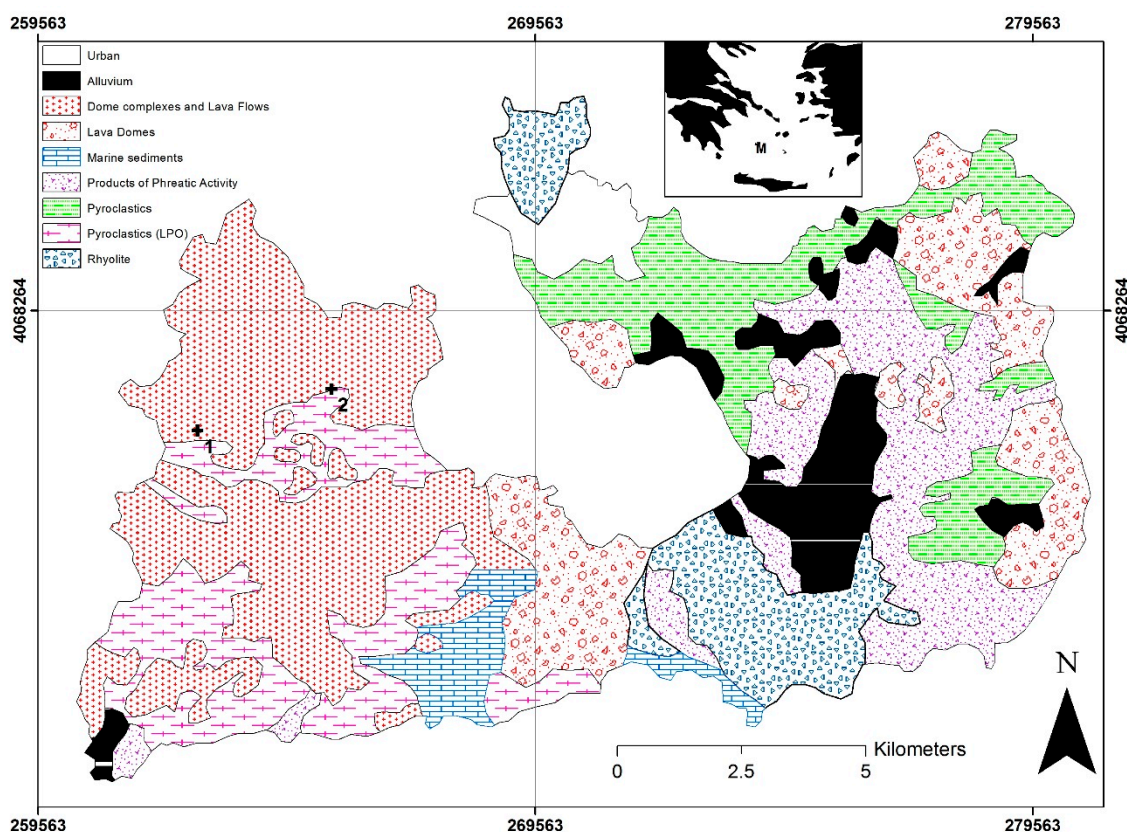 259563
269563
279563
Urban
Alluvium
Dome complexes and Lava Flows
Lava Domes
Marine sediments
Products of Phreatic Activity
Pyroclastics
Pyroclastics (LPO)
Rhyolite
M
4068264
4068264
2
1
N
Kilometers
0
2.5
5
259563
269563
279563